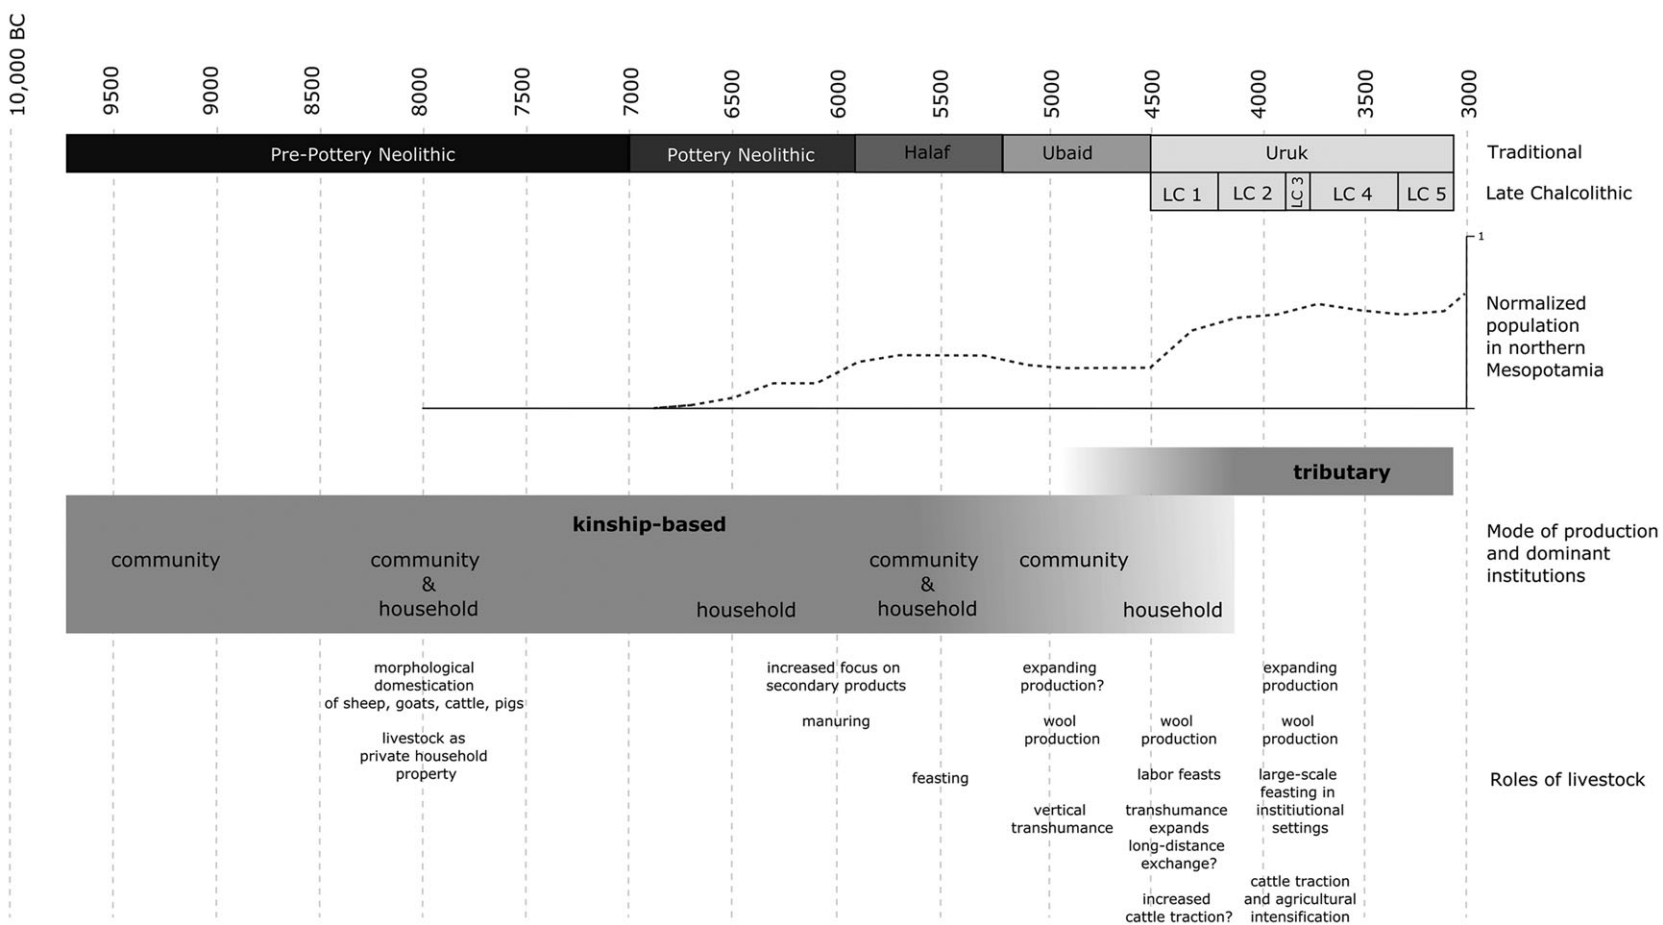 10,000 BC
9500
9000
8500
8000
7500
7000
6500
6000
5500
5000
4500
4000
3500
3000
Pre-Pottery Neolithic
Pottery Neolithic
Halaf
Ubaid
Uruk
Traditional
LC 1
LC 2
LC 3
LC 4
LC 5
Late Chalcolithic
1
Normalized
population
in northern
Mesopotamia
tributary
kinship-based
community
community
&
household
household
community
&
household
community
household
Mode of production
and dominant
institutions
morphological
domestication
of sheep, goats, cattle, pigs
livestock as
private household
property
increased focus on
secondary products
manuring
feasting
expanding
production?
wool
production
vertical
transhumance
wool
production
labor feasts
transhumance
expands
long-distance
exchange?
increased
cattle traction?
expanding
production
wool
production
large-scale
feasting in
institiutional
settings
cattle traction
and agricultural
intensification
Roles of livestock